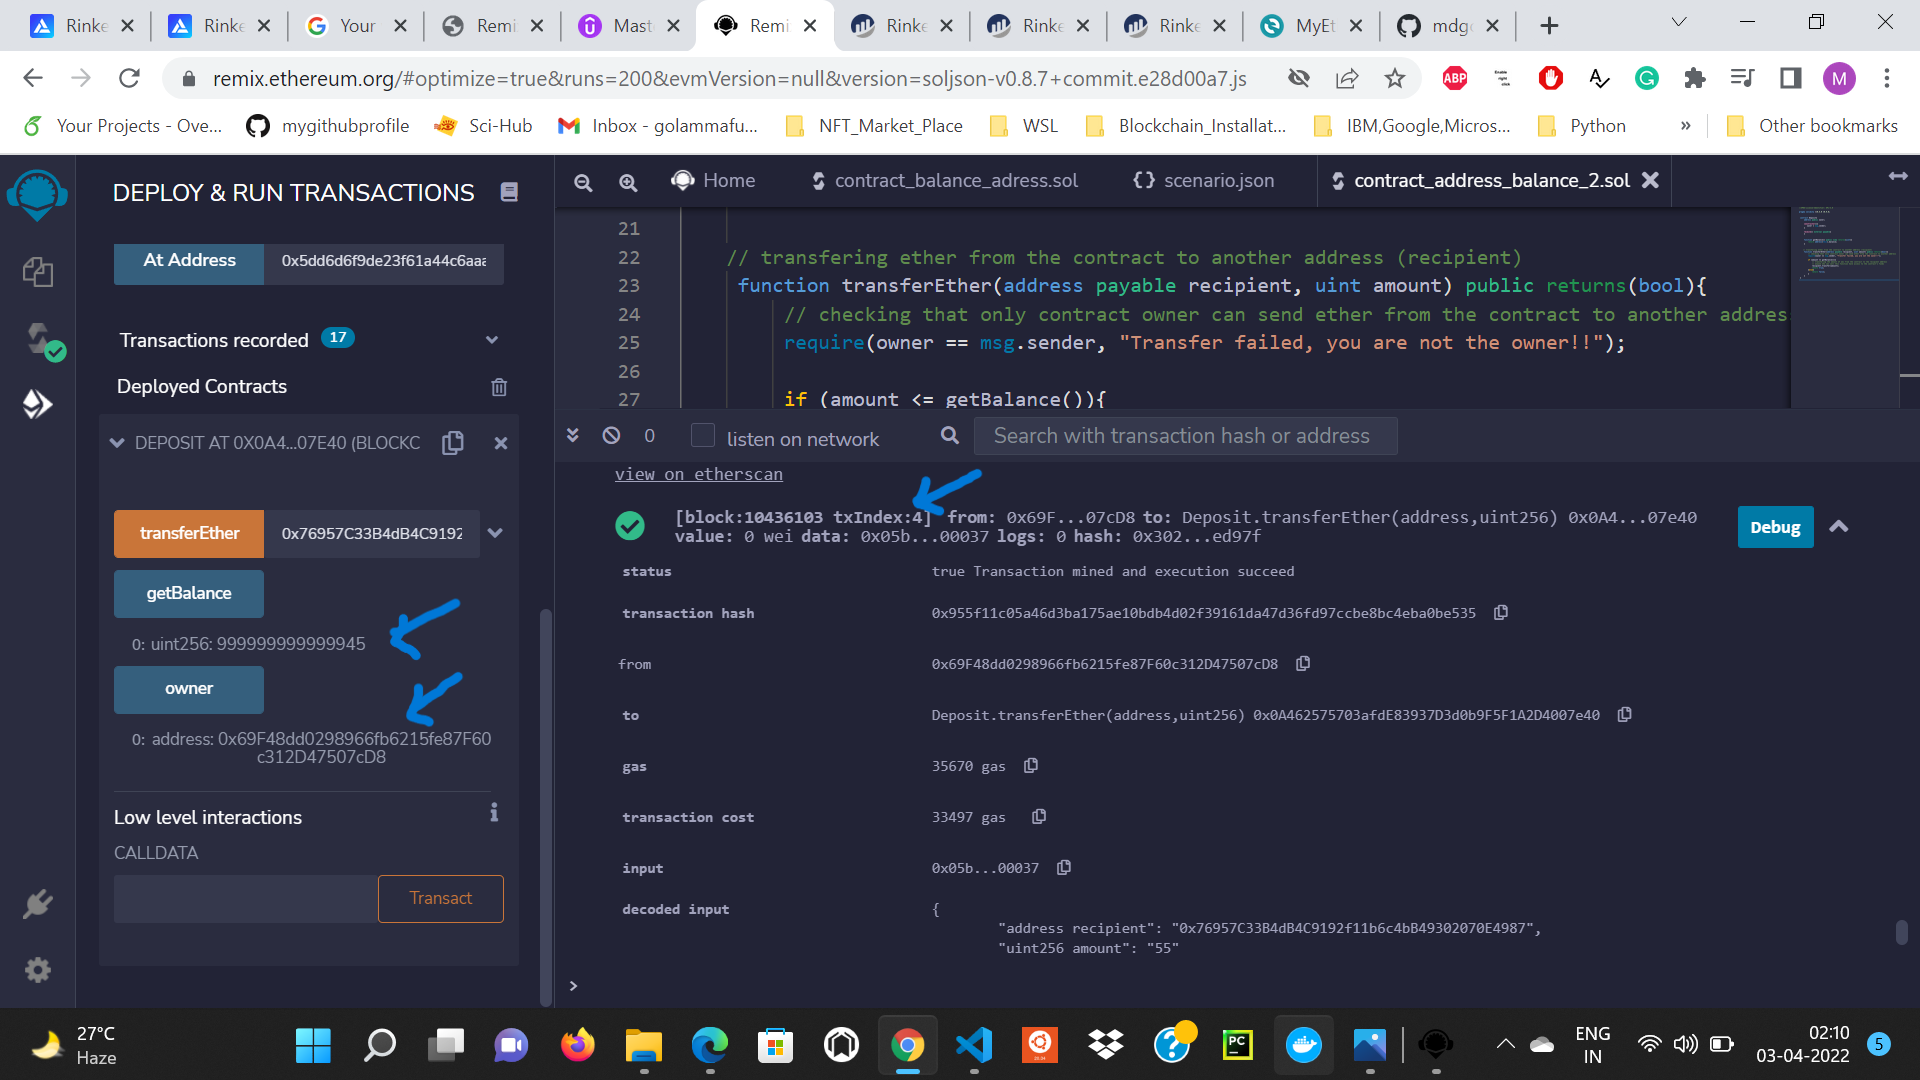 Rinke
Rinke
Your
Remi
Maste
Remi
Rinke
Rinke
Rinke
MyEt
mdgo
remix.ethereum.org/#optimize=true&runs=200&evmVersion=null&version=soljson-v0.8.7+commit.e28d00a7.js
ABP
M
Your Projects - Ove...
mygithubprofile
Sci-Hub
Inbox - golammafu...
NFT_Market_Place
WSL
Blockchain_Installat...
IBM,Google,Micros...
Python
»
Other bookmarks
DEPLOY & RUN TRANSACTIONS
At Address
0x5dd6d6f9de23f61a44c6aaa
Transactions recorded 17
Deployed Contracts
DEPOSIT AT 0X0A4...07E40 (BLOCKC
transferEther
0x76957C33B4dB4C9192
getBalance
0: uint256: 999999999999945
owner
0: address: 0x69F48dd0298966fb6215fe87F60
c312D47507cD8
Low level interactions
CALLDATA
Transact
Home
contract_balance_adress.sol
scenario.json
contract_address_balance_2.sol
21
22 // transfering ether from the contract to another address (recipient)
23 function transferEther(address payable recipient, uint amount) public returns(bool){
24 // checking that only contract owner can send ether from the contract to another addres
25 require(owner == msg.sender, "Transfer failed, you are not the owner!!");
26
27 if (amount <= getBalance()){
0
listen on network
Search with transaction hash or address
view on etherscan
[block:10436103 txIndex:4] from: 0x69F...07cD8 to: Deposit.transferEther(address,uint256) 0x0A4...07e40
value: 0 wei data: 0x05b...00037 logs: 0 hash: 0x302...ed97f
Debug
status true Transaction mined and execution succeed
transaction hash 0x955f11c05a46d3ba175ae10bdb4d02f39161da47d36fd97ccbe8bc4eba0be535
from 0x69F48dd0298966fb6215fe87F60c312D47507cD8
to Deposit.transferEther(address,uint256) 0x0A462575703afdE83937D3d0b9F5F1A2D4007e40
gas 35670 gas
transaction cost 33497 gas
input 0x05b...00037
decoded input {
"address recipient": "0x76957C33B4dB4C9192f11b6c4bB49302070E4987",
"uint256 amount": "55"
>
27°C
Haze
PC
ENG
IN
02:10
03-04-2022
5